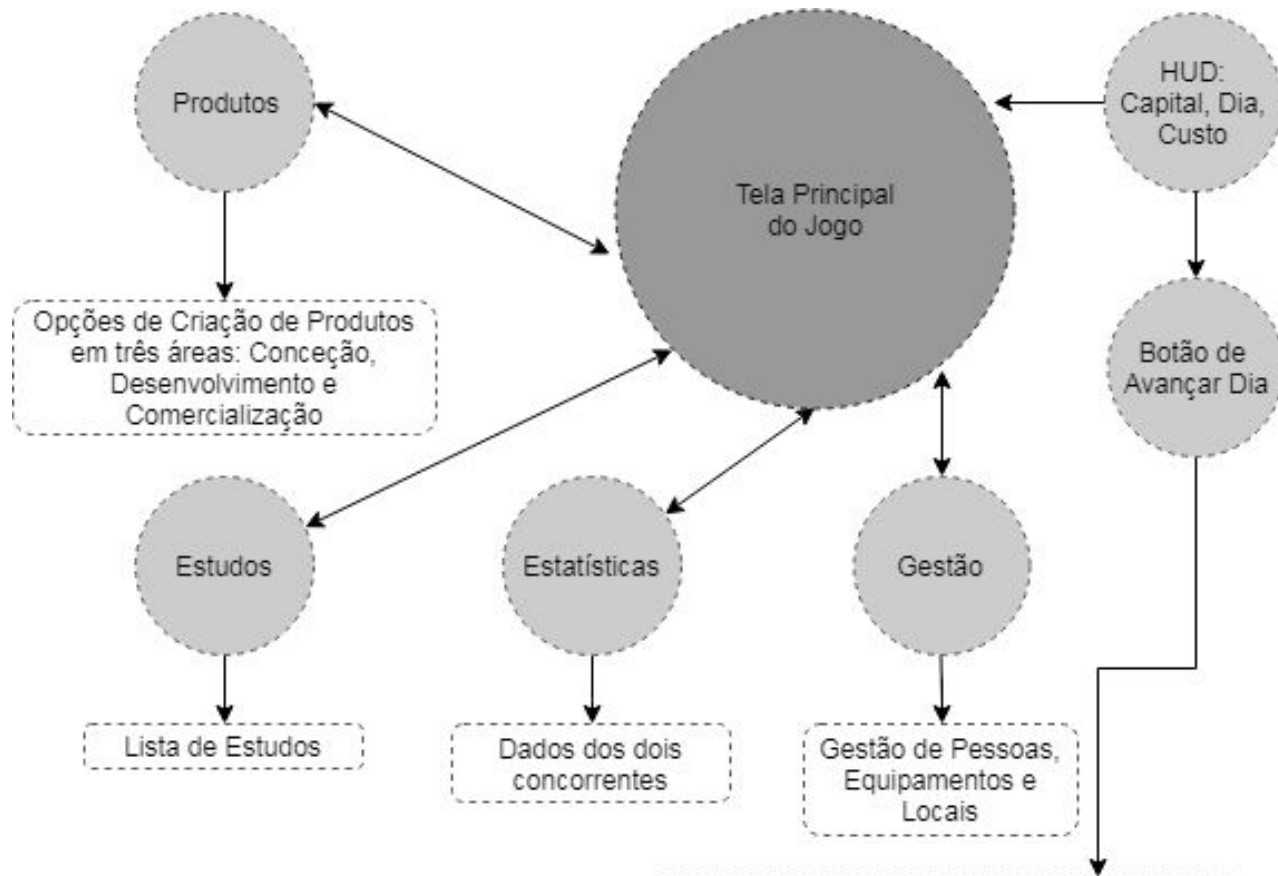 Produtos
Tela Principal
do Jogo
HUD:
Capital, Dia,
Custo
Opções de Criação de Produtos
em três áreas: Conceção,
Desenvolvimento e
Comercialização
Botão de
Avançar Dia
Estudos
Estatísticas
Gestão
Lista de Estudos
Dados dos dois
concorrentes
Gestão de Pessoas,
Equipamentos e
Locais